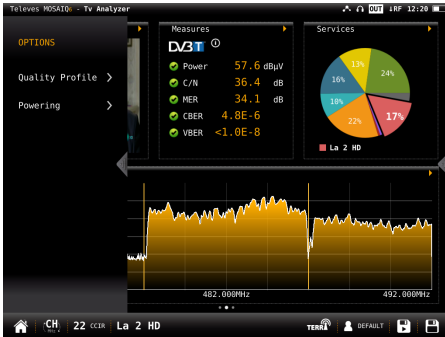 Televes MOSAIQ6 - Tv Analyzer
OUT ↓RF 12:20
OPTIONS
Quality Profile >
Powering >
Measures
DVB T
Power 57.6 dBµV
C/N 36.4 dB
MER 34.1 dB
CBER 4.8E-6
VBER <1.0E-8
Services
13%
24%
16%
10%
22%
17%
La 2 HD
482.000MHz
492.000MHz
CH
22 CCIR
La 2 HD
TERR
DEFAULT